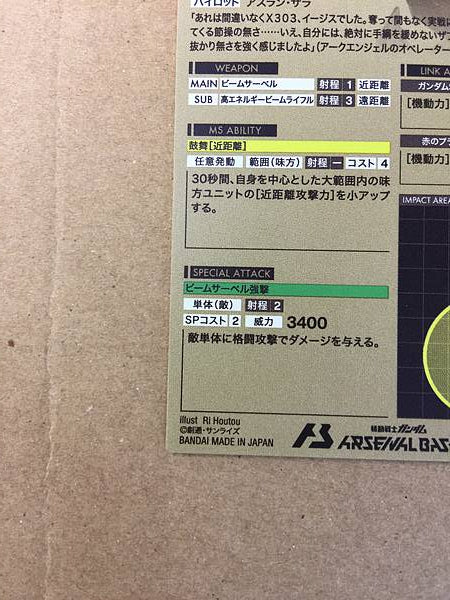 パイロット アスラン・ザラ
「あれは間違いなくX303、イージスでした。奪って間もなく実戦に
てくる節操の無さ……いえ、自分には、絶対に手綱を緩めないザフ
抜かり無さを強く感じましたよ」(アークエンジェルのオペレーター
WEAPON
MAIN ビームサーベル 射程 1 近距離
SUB 高エネルギービームライフル 射程 3 遠距離
MS ABILITY
鼓舞[近距離]
任意発動 範囲(味方) 射程 ー コスト 4
30秒間、自身を中心とした大範囲内の味
方ユニットの[近距離攻撃力]を小アップ
する。
SPECIAL ATTACK
ビームサーベル強撃
単体(敵) 射程 2
SPコスト 2 威力 3400
敵単体に格闘攻撃でダメージを与える。
LINK A
ガンダムS
[機動力]
赤のプ
[機動力]
IMPACT AREA
illust Ri Houtou
©創通・サンライズ
BANDAI MADE IN JAPAN
AB
機動戦士ガンダム
ARSENAL BAS